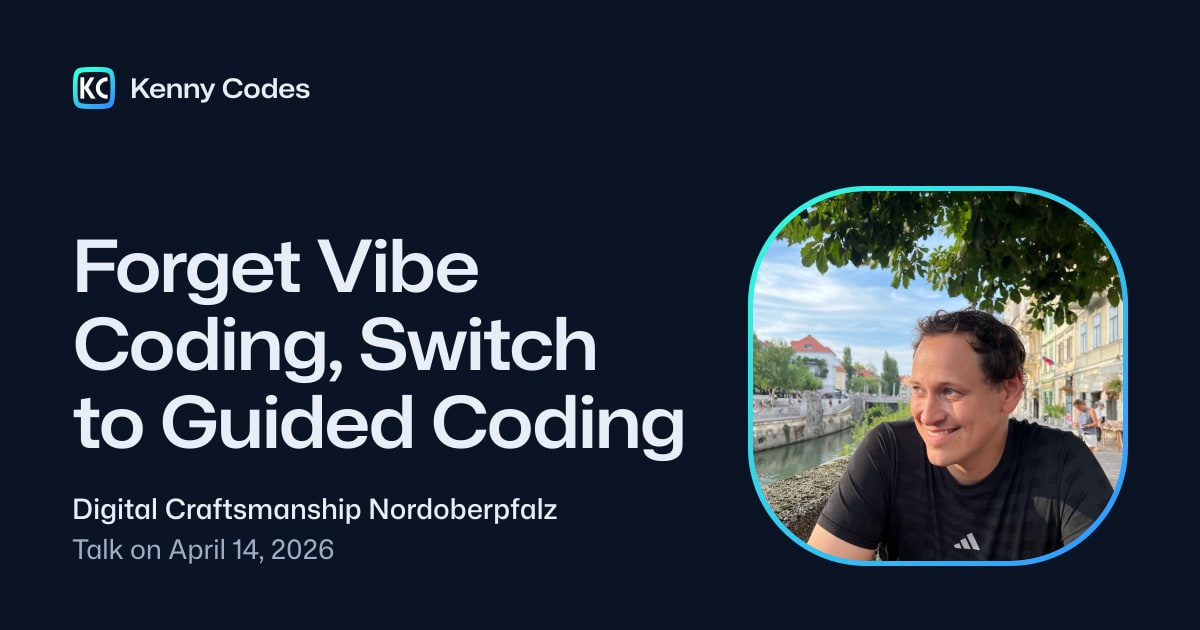 KC
Kenny Codes
Forget Vibe
Coding, Switch
to Guided Coding
Digital Craftsmanship Nordoberpfalz
Talk on April 14, 2026